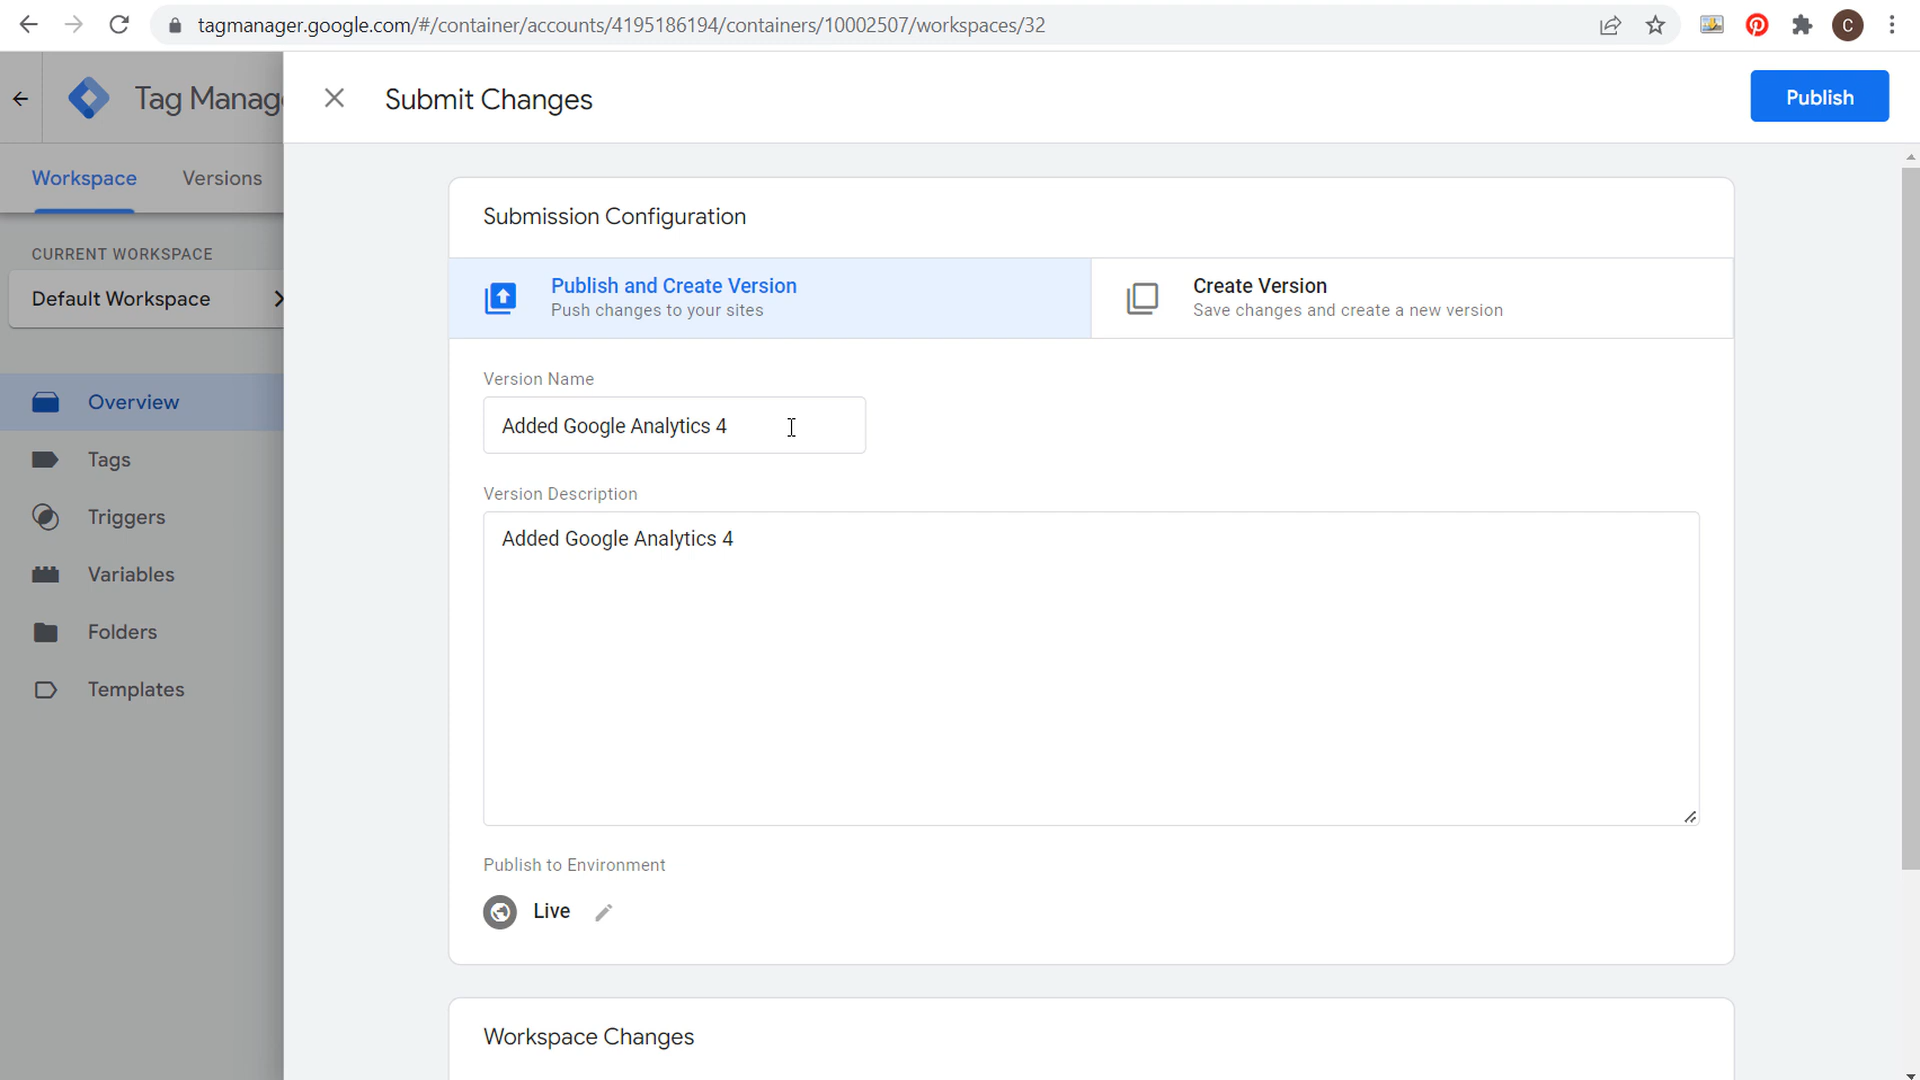 tagmanager.google.com/#/container/accounts/4195186194/containers/10002507/workspaces/32
C
Tag Manag
Submit Changes
Publish
Workspace
Versions
Submission Configuration
CURRENT WORKSPACE
Default Workspace
Publish and Create Version
Push changes to your sites
Create Version
Save changes and create a new version
Version Name
Added Google Analytics 4
Overview
Tags
Triggers
Variables
Folders
Templates
Version Description
Added Google Analytics 4
Publish to Environment
Live
Workspace Changes